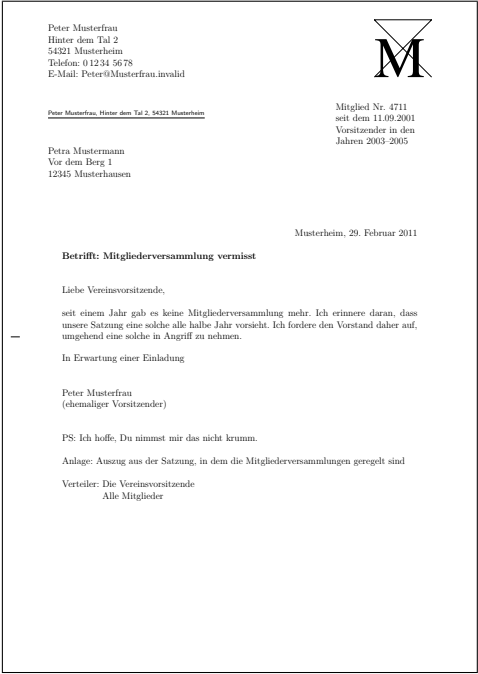 Peter Musterfrau
Hinter dem Tal 2
54321 Musterheim
Telefon: 0 12 34 56 78
E-Mail: Peter@Musterfrau.invalid
M
Peter Musterfrau, Hinter dem Tal 2, 54321 Musterheim
Mitglied Nr. 4711
seit dem 11.09.2001
Vorsitzender in den
Jahren 2003–2005
Petra Mustermann
Vor dem Berg 1
12345 Musterhausen
Musterheim, 29. Februar 2011
Betrifft: Mitgliederversammlung vermisst
Liebe Vereinsvorsitzende,
seit einem Jahr gab es keine Mitgliederversammlung mehr. Ich erinnere daran, dass
unsere Satzung eine solche alle halbe Jahr vorsieht. Ich fordere den Vorstand daher auf,
umgehend eine solche in Angriff zu nehmen.
In Erwartung einer Einladung
Peter Musterfrau
(ehemaliger Vorsitzender)
PS: Ich hoffe, Du nimmst mir das nicht krumm.
Anlage: Auszug aus der Satzung, in dem die Mitgliederversammlungen geregelt sind
Verteiler: Die Vereinsvorsitzende
Alle Mitglieder